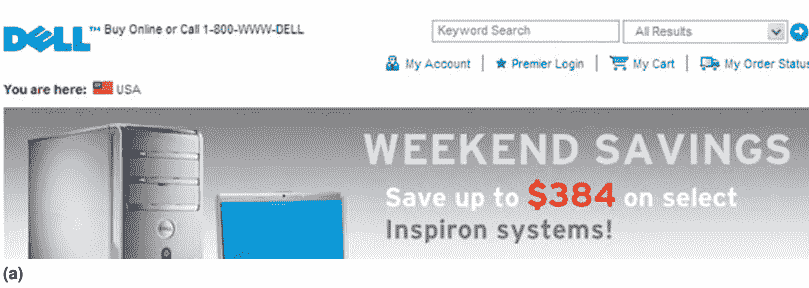 DELL™ Buy Online or Call 1-800-WWW-DELL
Keyword Search
All Results
My Account | Premier Login | My Cart | My Order Status
You are here: USA
WEEKEND SAVINGS
Save up to $384 on select
Inspiron systems!
DELL
(a)